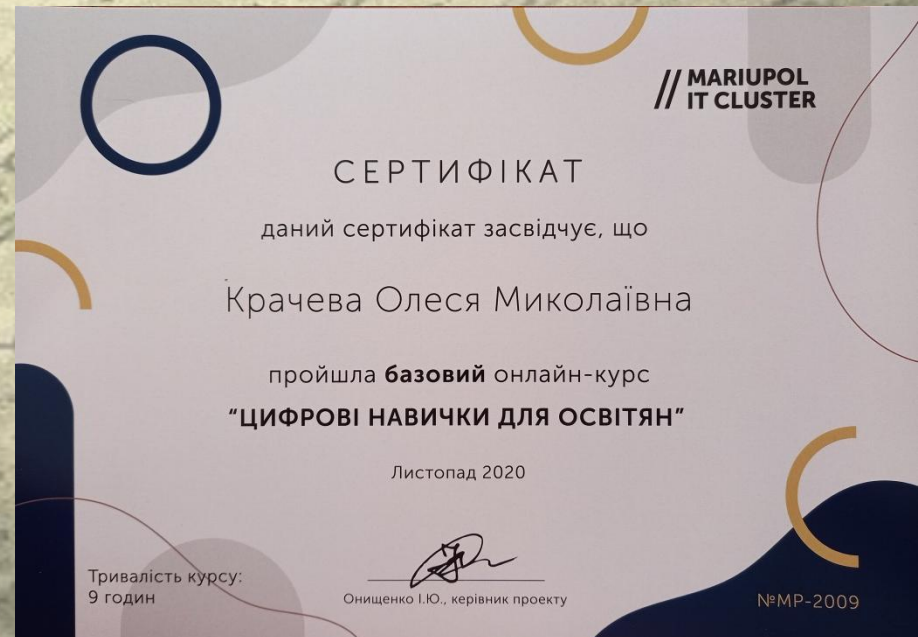 // MARIUPOL
IT CLUSTER
СЕРТИФІКАТ
даний сертифікат засвідчує, що
Крачева Олеся Миколаївна
пройшла базовий онлайн-курс
“ЦИФРОВІ НАВИЧКИ ДЛЯ ОСВІТЯН”
Листопад 2020
Тривалість курсу:
9 годин
Онищенко І.Ю., керівник проекту
№МР-2009